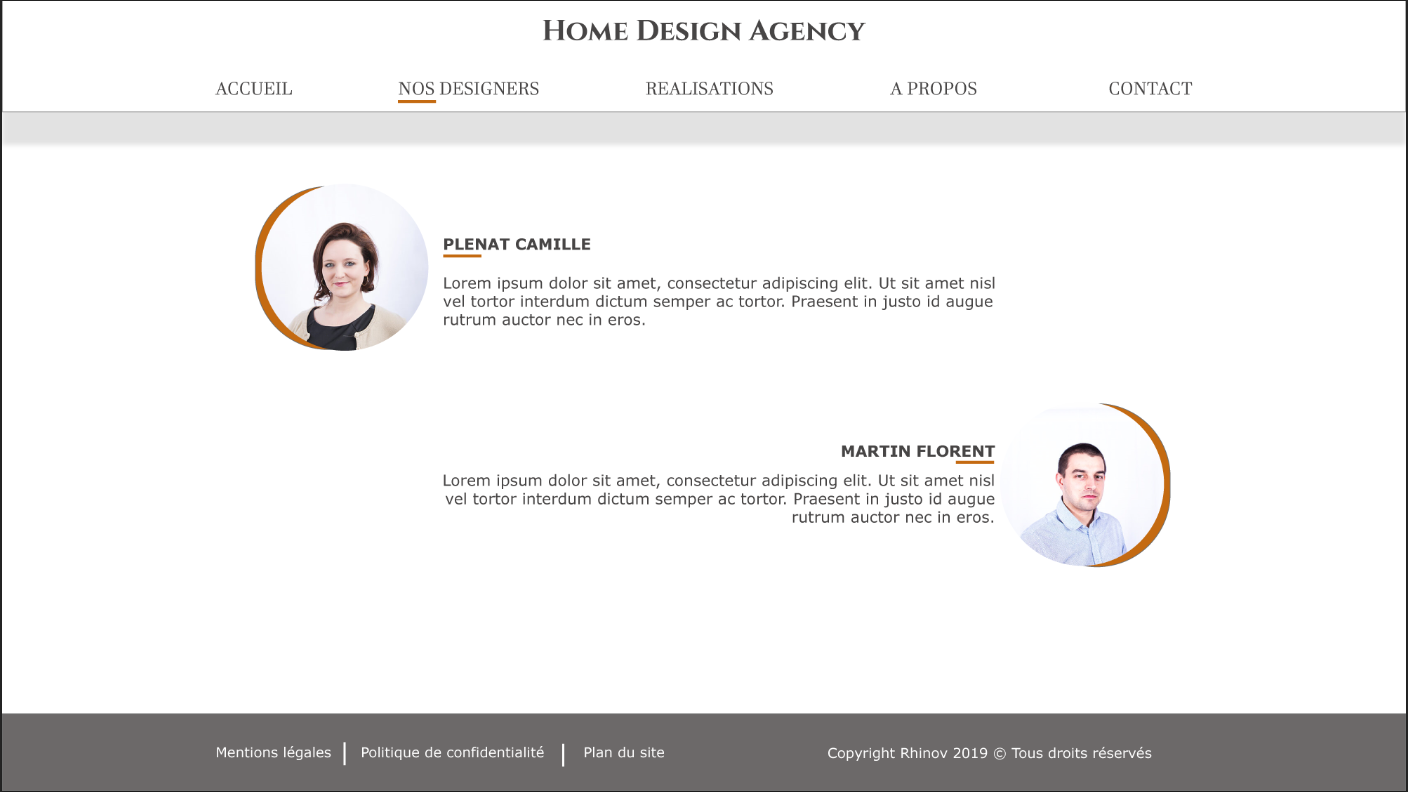 Home Design Agency
ACCUEIL NOS DESIGNERS REALISATIONS A PROPOS CONTACT
PLENAT CAMILLE
Lorem ipsum dolor sit amet, consectetur adipiscing elit. Ut sit amet nisl
vel tortor interdum dictum semper ac tortor. Praesent in justo id augue
rutrum auctor nec in eros.
MARTIN FLORENT
Lorem ipsum dolor sit amet, consectetur adipiscing elit. Ut sit amet nisl
vel tortor interdum dictum semper ac tortor. Praesent in justo id augue
rutrum auctor nec in eros.
Mentions légales | Politique de confidentialité | Plan du site Copyright Rhinov 2019 © Tous droits réservés